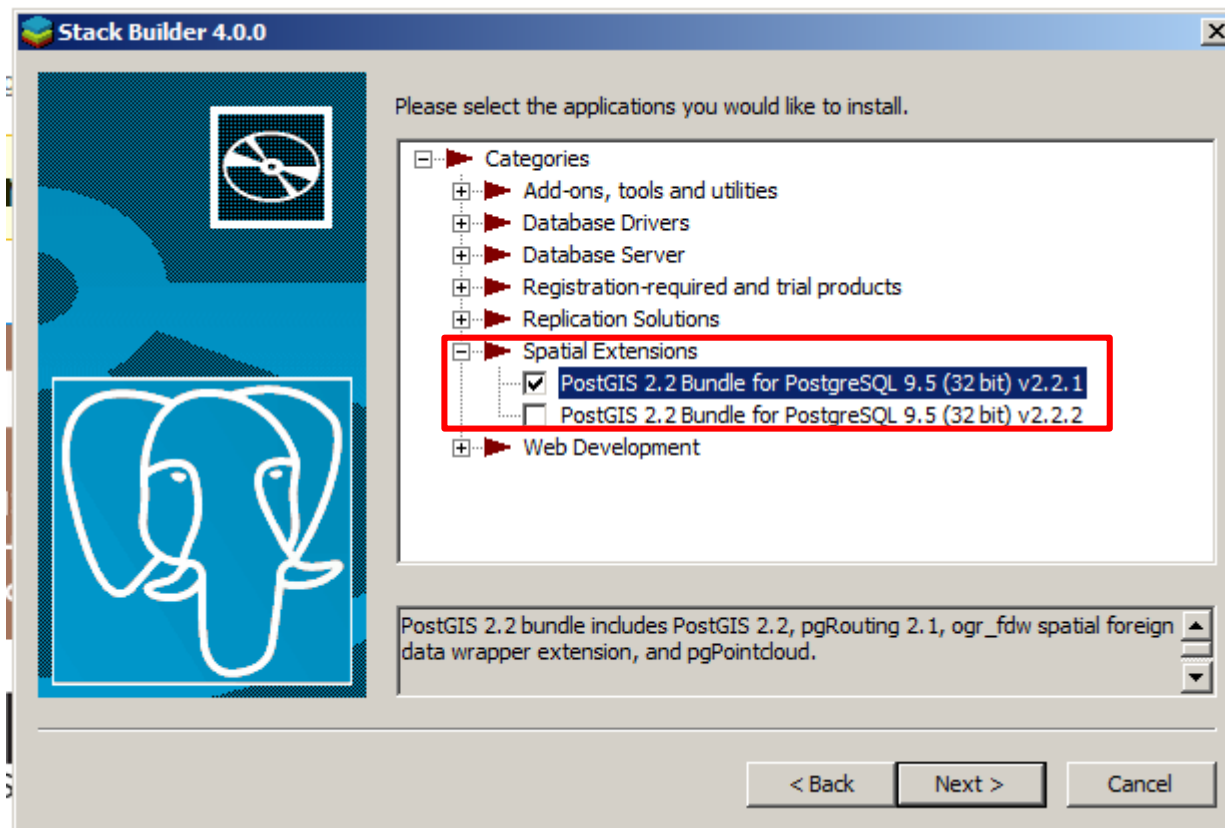 Stack Builder 4.0.0
Please select the applications you would like to install.
Categories
Add-ons, tools and utilities
Database Drivers
Database Server
Registration-required and trial products
Replication Solutions
Spatial Extensions
PostGIS 2.2 Bundle for PostgreSQL 9.5 (32 bit) v2.2.1
PostGIS 2.2 Bundle for PostgreSQL 9.5 (32 bit) v2.2.2
Web Development
PostGIS 2.2 bundle includes PostGIS 2.2, pgRouting 2.1, ogr_fdw spatial foreign
data wrapper extension, and pgPointcloud.
< Back Next > Cancel